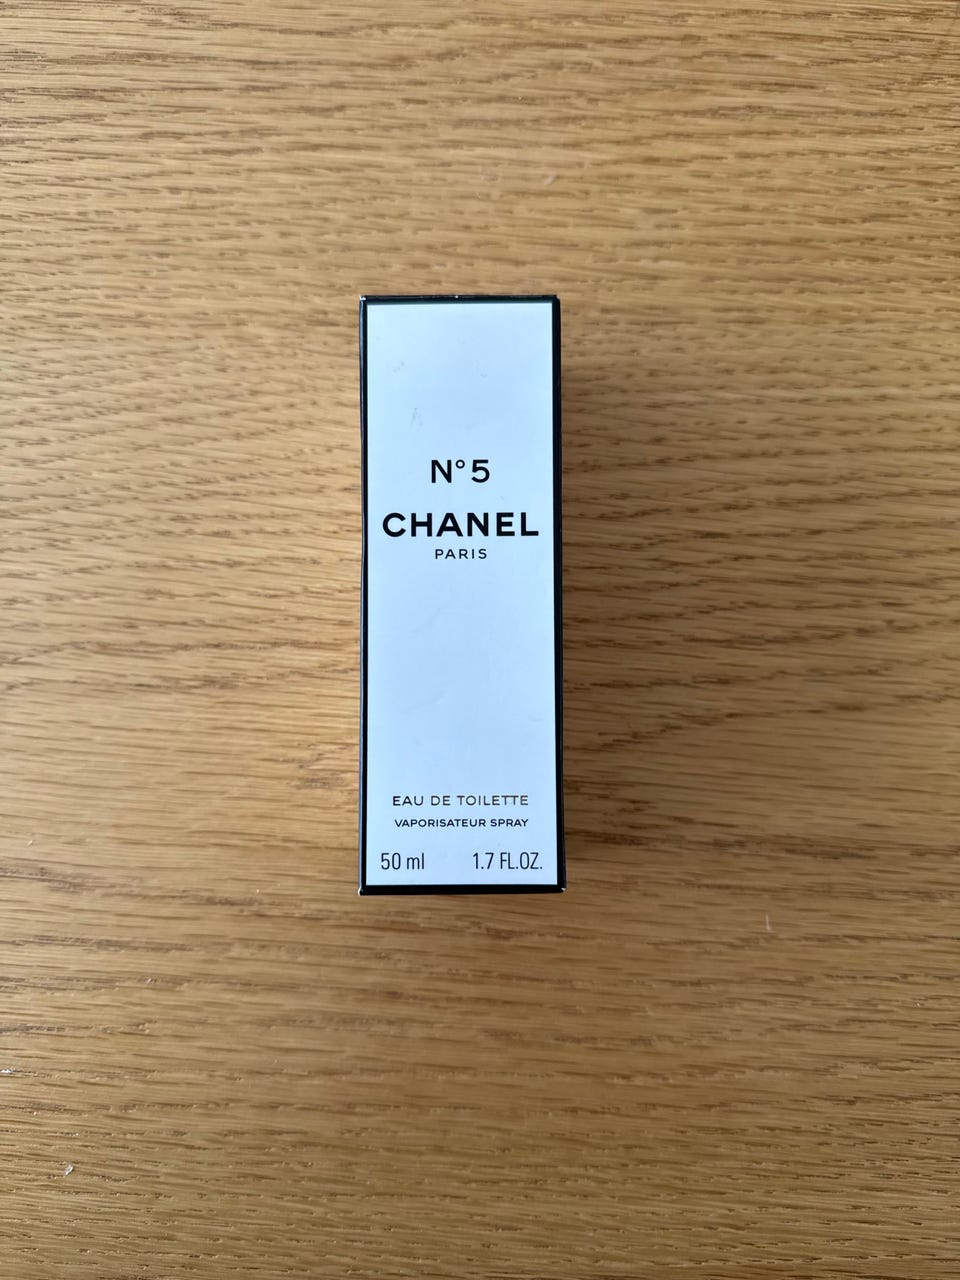 N°5
CHANEL
PARIS
EAU DE TOILETTE
VAPORISATEUR SPRAY
50 ml 1.7 FL.OZ.